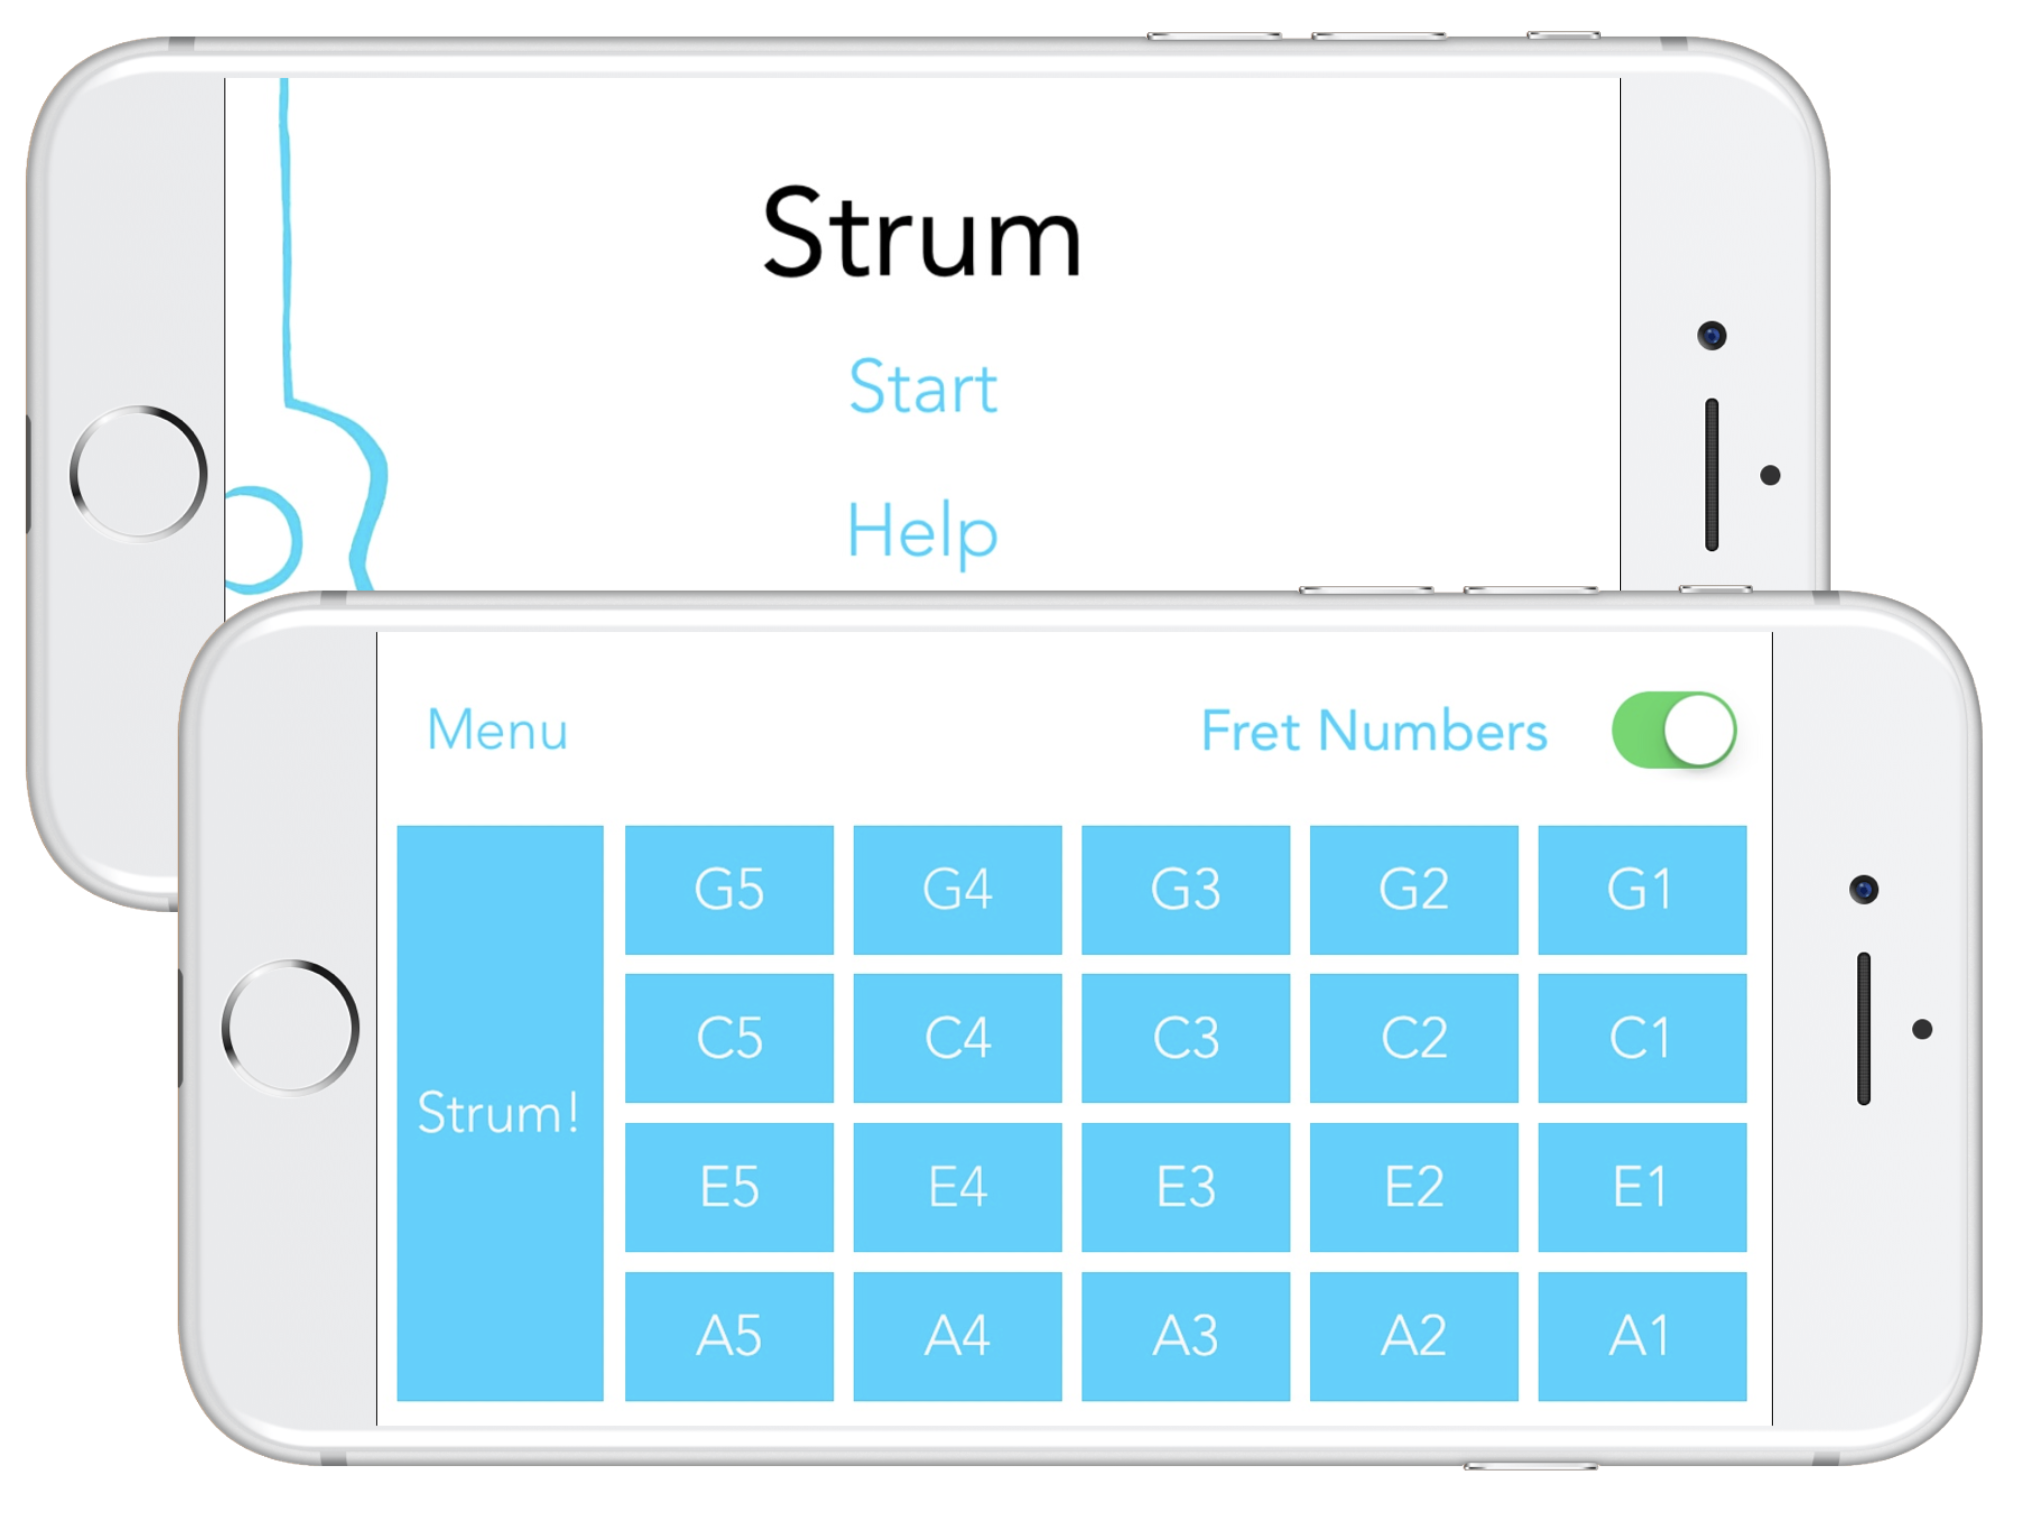 Strum
Start
Help
Menu Fret Numbers
G5 G4 G3 G2 G1
C5 C4 C3 C2 C1
Strum!
E5 E4 E3 E2 E1
A5 A4 A3 A2 A1